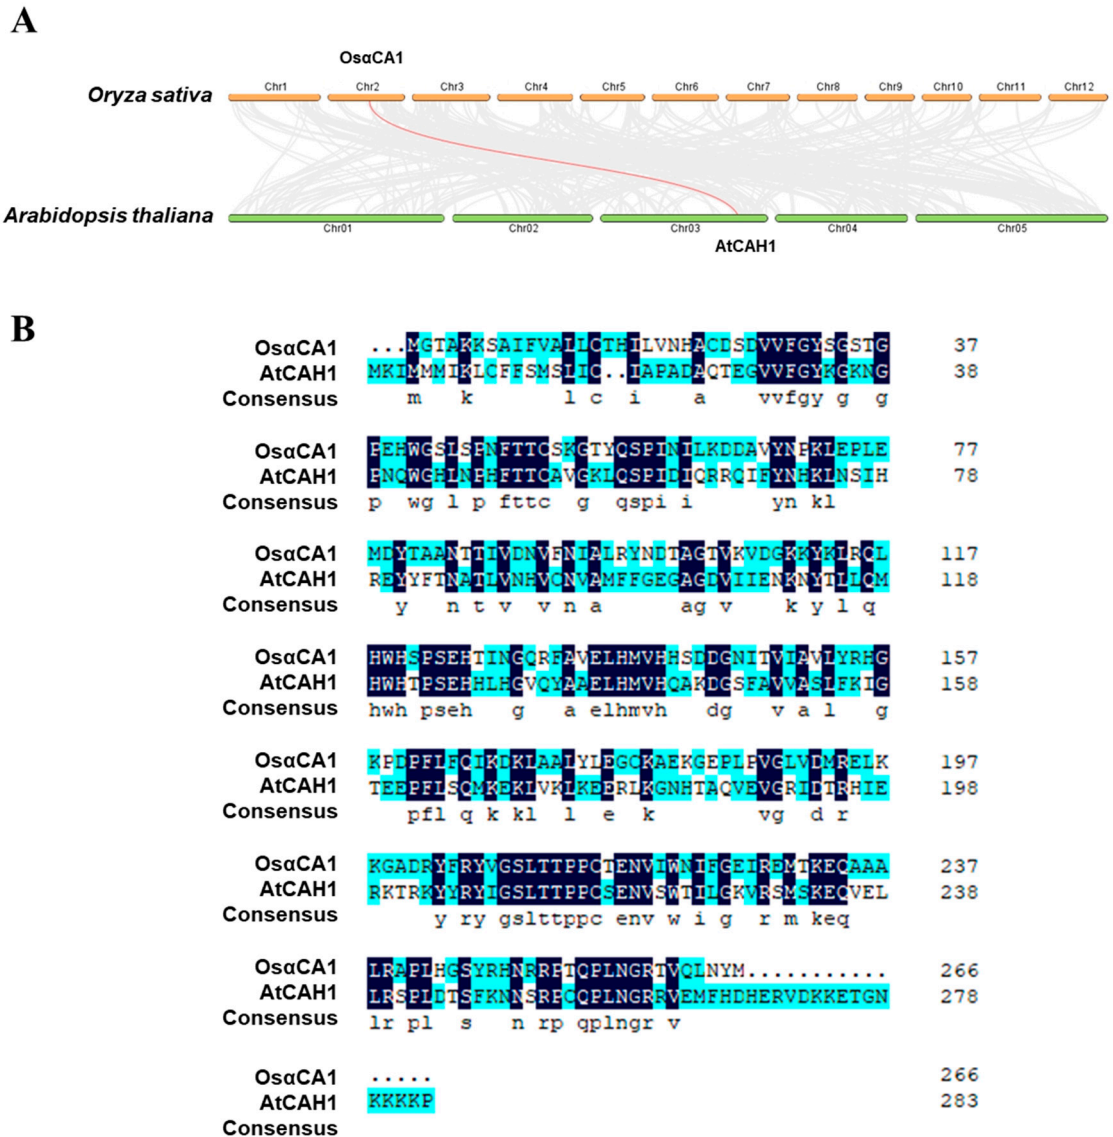 A
OsαCA1
Oryza sativa Chr1 Chr2 Chr3 Chr4 Chr5 Chr6 Chr7 Chr8 Chr9 Chr10 Chr11 Chr12
Arabidopsis thaliana
Chr01 Chr02 Chr03 Chr04 Chr05
AtCAH1
B
OsαCA1 ...MGTAKKSAIFVALLCTHILVNHACDSDVVFGYSGSTG 37
AtCAH1 MKIMMMIKLCFFSMSLIC..IAPADAQTEGVVFGYKGKNG 38
Consensus m k l c i a vvfgy g g
OsαCA1 PEHWGSLSPNFTTCSKGTYQSPINILKDDAVYNPKLEPLE 77
AtCAH1 PNQWGHLNPHFTTCAVGKLQSPIDIQRRQIFYNHKLNSIH 78
Consensus p wg l p fttc g qspi i yn kl
OsαCA1 MDYTAANTTIVDNVFNIALRYNDTAGTVKVDGKKYKLRQL 117
AtCAH1 REYYFTNATLVNHVCNVAMFFGEGAGDVIIENKNYTLLQM 118
Consensus y n t v v n a ag v k y l q
OsαCA1 HWHSPSEHTINGQRFAVELHMVHHSDDGNITVIAVLYRHG 157
AtCAH1 HWHTPSEHHLHGVQYAAELHMVHQAKDGSFAVVASLFKIG 158
Consensus hwh pseh g a elhmvh dg v a l g
OsαCA1 KPDPFLFQIKDKLAALYLEGCKAEKGEPLPVGLVDMRELK 197
AtCAH1 TEEPFLSQMKEKLVKLKEERLKGNHTAQVEVGRIDTRHIE 198
Consensus pfl q k kl l e k vg d r
OsαCA1 KGADRYFRYVGSLTTPPCTENVIWNIFGEIREMTKEQAAA 237
AtCAH1 RKTRKYYRYIGSLTTPPCSENVSWTILGKVRSMSKEQVEL 238
Consensus y ry gslttppc env w i g r m keq
OsαCA1 LRAPLHGSYRHNRRPTQPLNGRTVQLNYM........... 266
AtCAH1 LRSPLDTSFKNNSRPCQPLNGRRVEMFHDHERVDKKETGN 278
Consensus lr pl s n rp qplngr v
OsαCA1 ..... 266
AtCAH1 KKKKP 283
Consensus